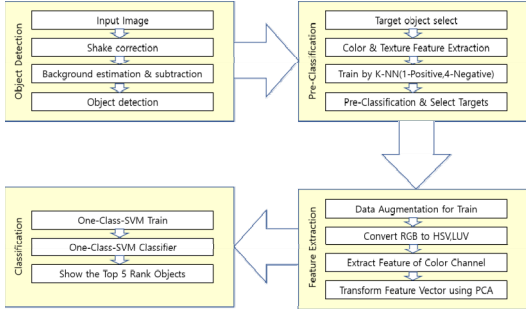 Object Detection
Input Image
Shake correction
Background estimation & subtraction
Object detection
Pre-Classification
Target object select
Color & Texture Feature Extraction
Train by K-NN(1-Positive,4-Negative)
Pre-Classification & Select Targets
Classification
One-Class-SVM Train
One-Class-SVM Classifier
Show the Top 5 Rank Objects
Feature Extraction
Data Augmentation for Train
Convert RGB to HSV,LUV
Extract Feature of Color Channel
Transform Feature Vector using PCA